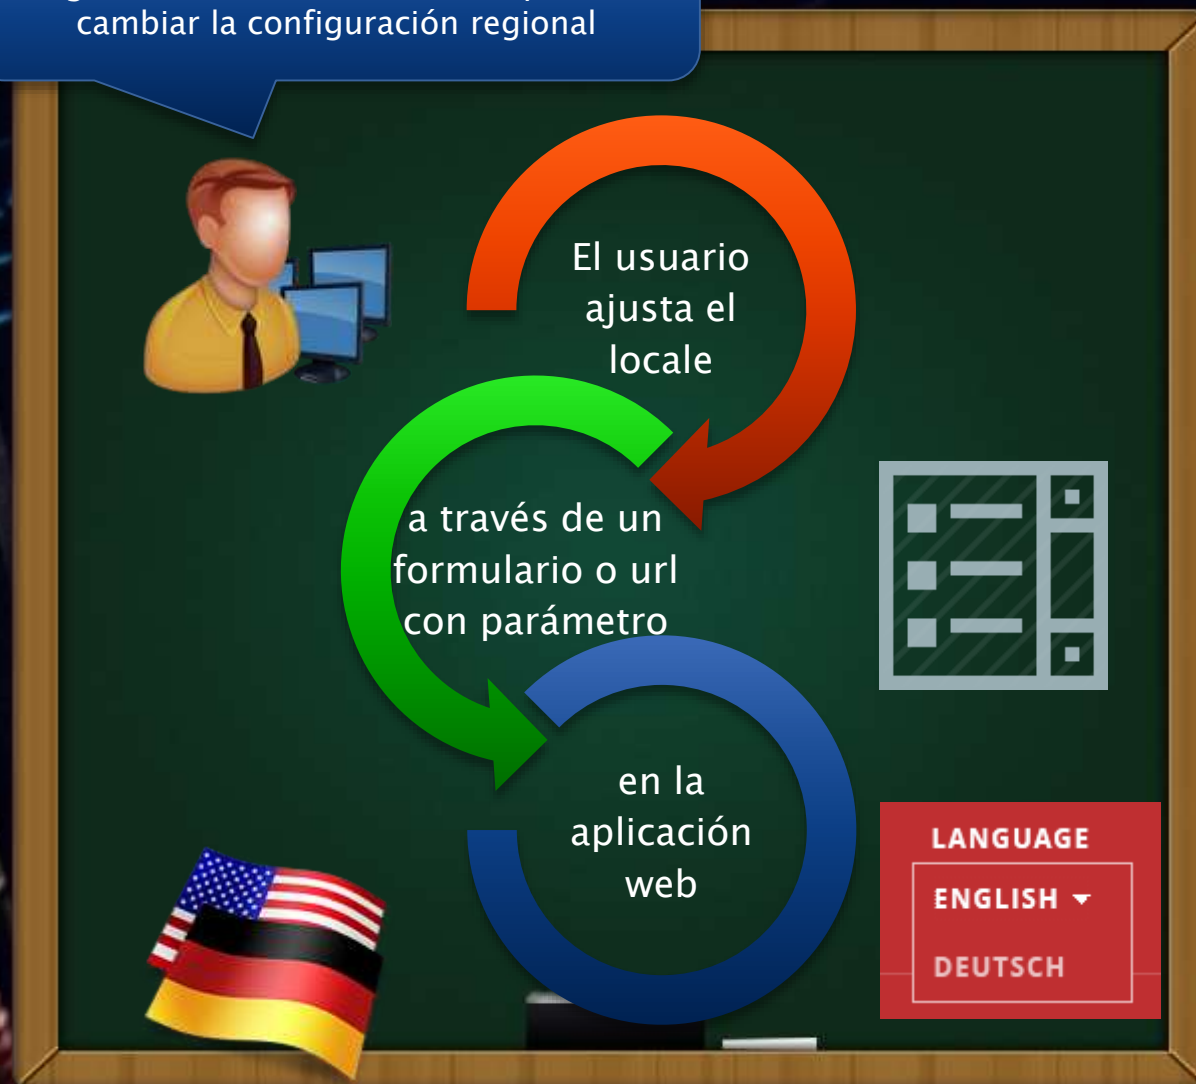 cambiar la configuración regional
El usuario
ajusta el
locale
a través de un
formulario o url
con parámetro
en la
aplicación
web
LANGUAGE
ENGLISH
DEUTSCH